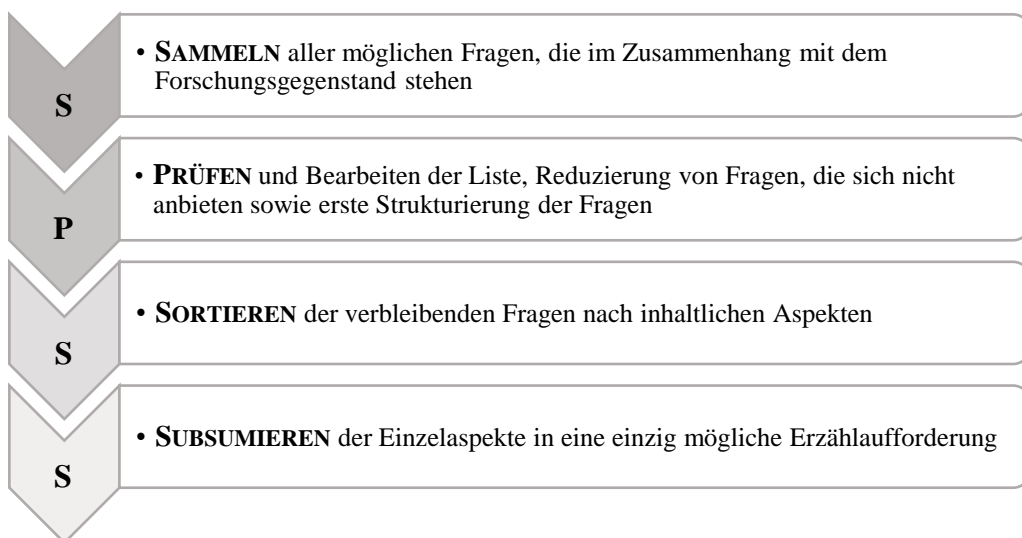 S
• SAMMELN aller möglichen Fragen, die im Zusammenhang mit dem
Forschungsgegenstand stehen
P
• PRÜFEN und Bearbeiten der Liste, Reduzierung von Fragen, die sich nicht
anbieten sowie erste Strukturierung der Fragen
S
• SORTIEREN der verbleibenden Fragen nach inhaltlichen Aspekten
S
• SUBSUMIEREN der Einzelaspekte in eine einzig mögliche Erzählaufforderung